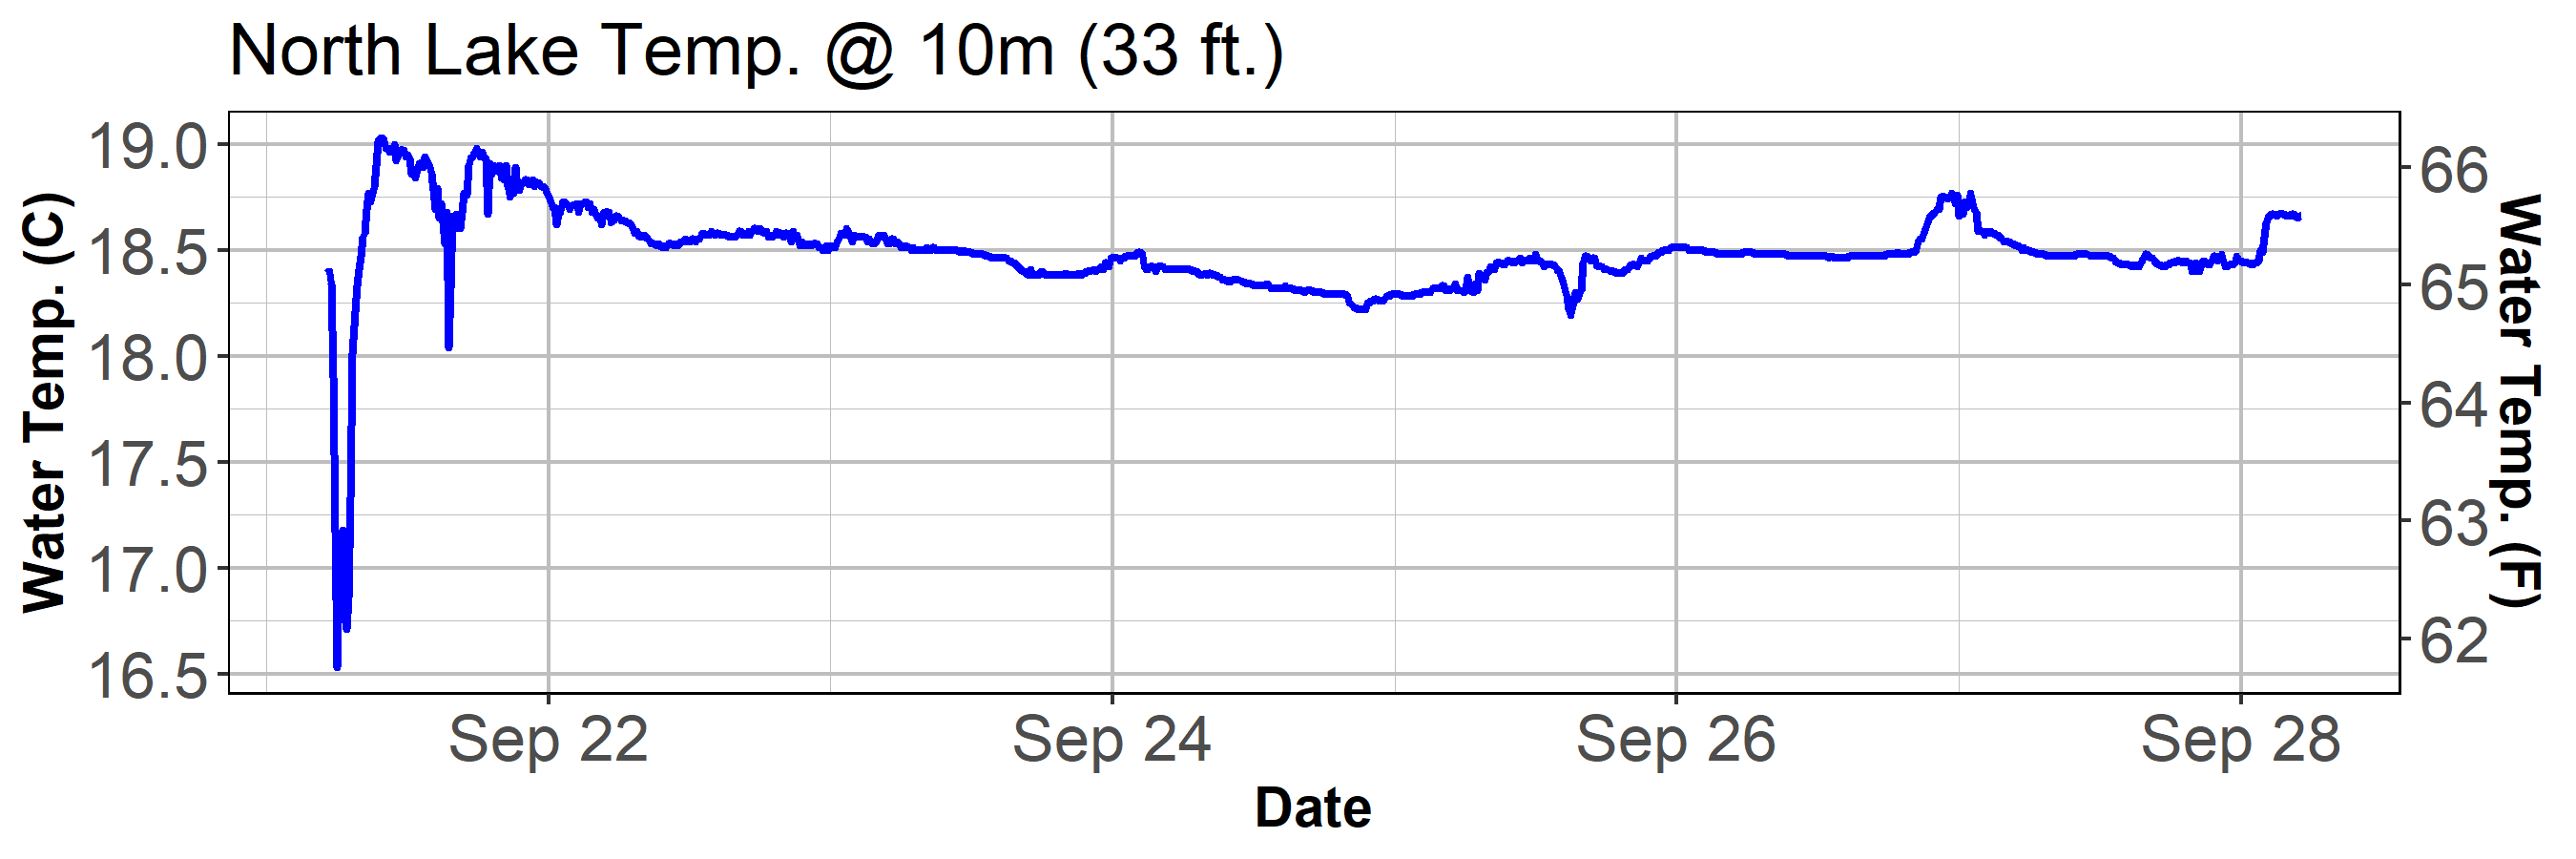 North Lake Temp. @ 10m (33 ft.)
Water Temp. (C)
19.0
18.5
18.0
17.5
17.0
16.5
66
65
64
63
62
Water Temp. (F)
Sep 22 Sep 24 Sep 26 Sep 28
Date